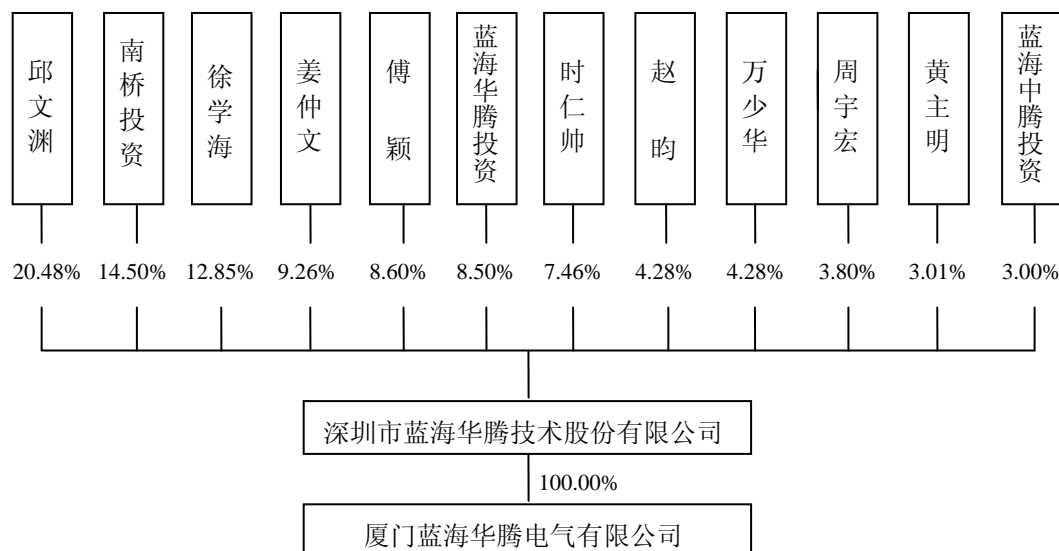 邱文渊
南桥投资
徐学海
姜仲文
傅颖
蓝海华腾投资
时仁帅
赵昀
万少华
周宇宏
黄主明
蓝海中腾投资
20.48%
14.50%
12.85%
9.26%
8.60%
8.50%
7.46%
4.28%
4.28%
3.80%
3.01%
3.00%
深圳市蓝海华腾技术股份有限公司
100.00%
厦门蓝海华腾电气有限公司